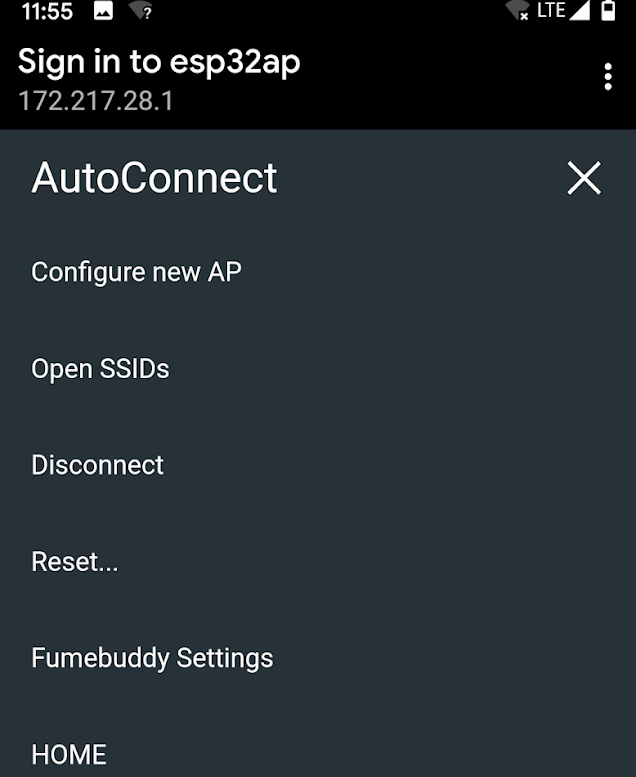 11:55 ? LTE
Sign in to esp32ap
172.217.28.1
AutoConnect
Configure new AP
Open SSIDs
Disconnect
Reset...
Fumebuddy Settings
HOME